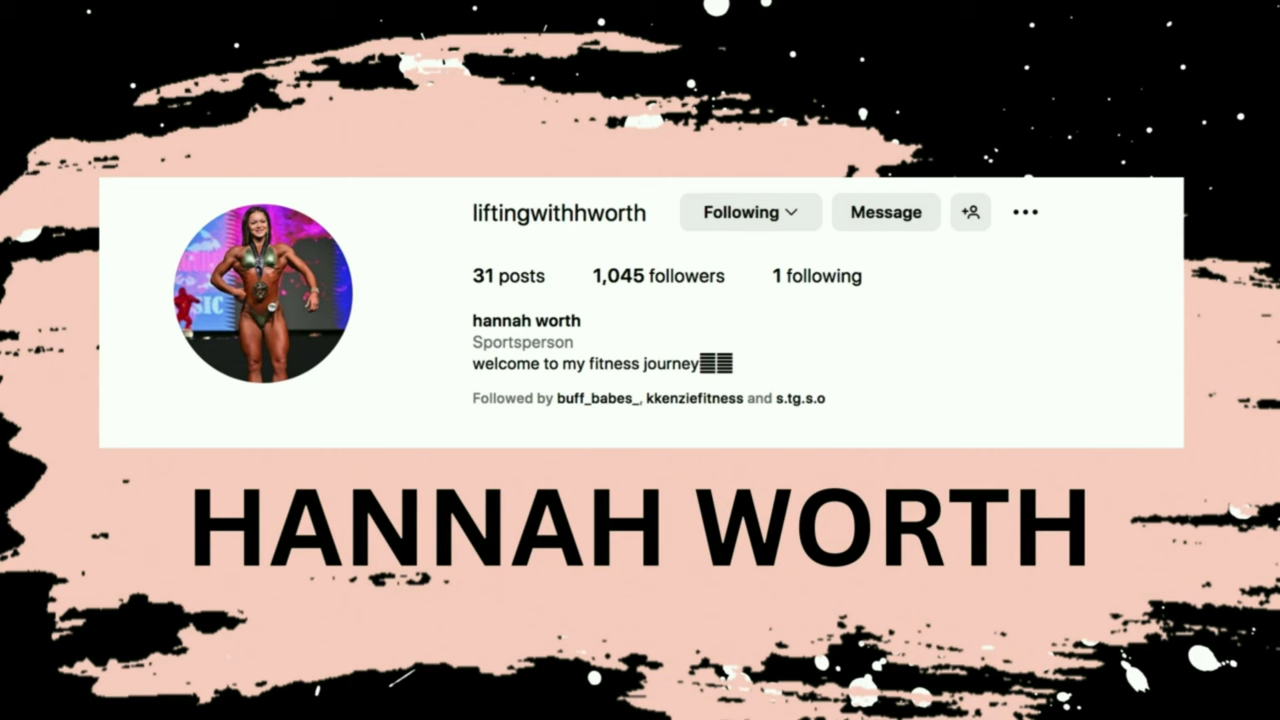 liftingwithhworth Following Message
31 posts 1,045 followers 1 following
hannah worth
Sportsperson
welcome to my fitness journey
Followed by buff_babes_, kkenziefitness and s.tg.s.o
SIC
HANNAH WORTH